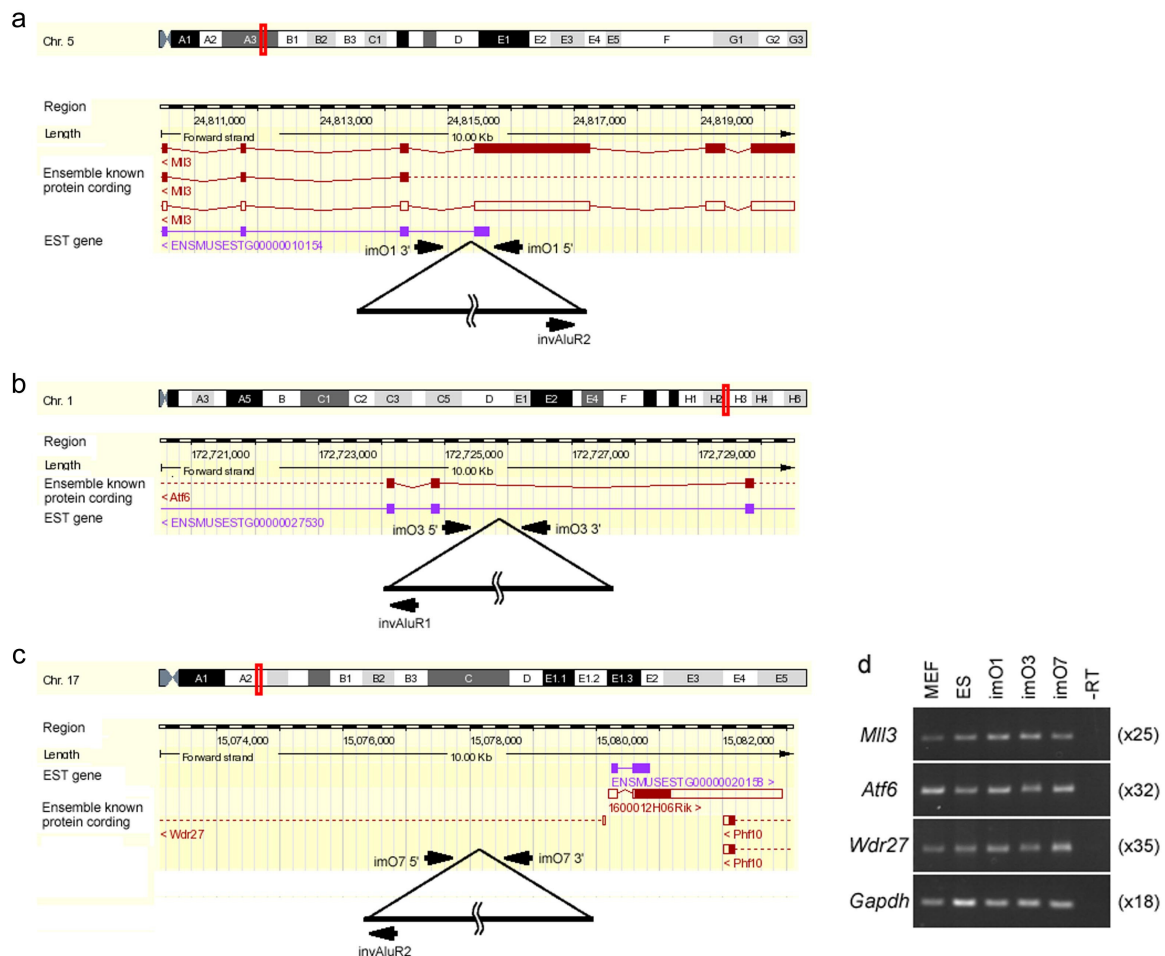 a
Chr. 5
A1 A2 A3 B1 B2 B3 C1 D E1 E2 E3 E4 E5 F G1 G2 G3
Region
24,811,000 24,813,000 24,815,000 24,817,000 24,819,000
Length
Forward strand 10.00 Kb
< Mll3
Ensemble known
protein cording
< Mll3
< Mll3
EST gene
< ENSMUSESTG00000010154
imO1 3' imO1 5'
invAluR2
b
Chr. 1
A3 A5 B C1 C2 C3 C5 D E1 E2 E4 F H1 H2 H3 H4 H6
Region
172,721,000 172,723,000 172,725,000 172,727,000 172,729,000
Length
Forward strand 10.00 Kb
Ensemble known
protein cording
< Atf6
EST gene
< ENSMUSESTG00000027530
imO3 5' imO3 3'
invAluR1
c
Chr. 17
A1 A2 B1 B2 B3 C D E1.1 E1.2 E1.3 E2 E3 E4 E5
Region
15,074,000 15,076,000 15,078,000 15,080,000 15,082,000
Length
Forward strand 10.00 Kb
EST gene
ENSMUSESTG00000020158 >
Ensemble known
protein cording
1600012H06Rik >
< Wdr27
< Phf10
< Phf10
imO7 5' imO7 3'
invAluR2
d
MEF ES imO1 imO3 imO7 -RT
Mll3 (x25)
Atf6 (x32)
Wdr27 (x35)
Gapdh (x18)